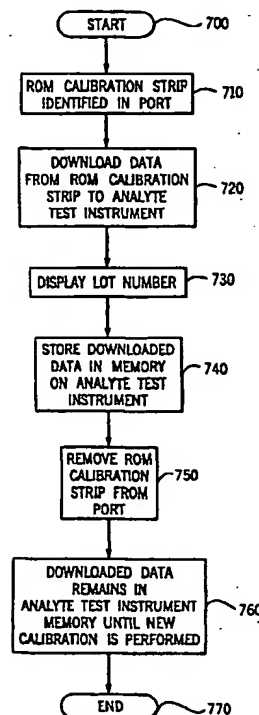 START
700
ROM CALIBRATION STRIP
IDENTIFIED IN PORT
710
DOWNLOAD DATA
FROM ROM CALIBRATION
STRIP TO ANALYTE
TEST INSTRUMENT
720
DISPLAY LOT NUMBER
730
STORE DOWNLOADED
DATA IN MEMORY
ON ANALYTE TEST
INSTRUMENT
740
REMOVE ROM
CALIBRATION
STRIP FROM
PORT
750
DOWNLOADED DATA
REMAINS IN
ANALYTE TEST INSTRUMENT
MEMORY UNTIL NEW
CALIBRATION IS PERFORMED
760
END
770